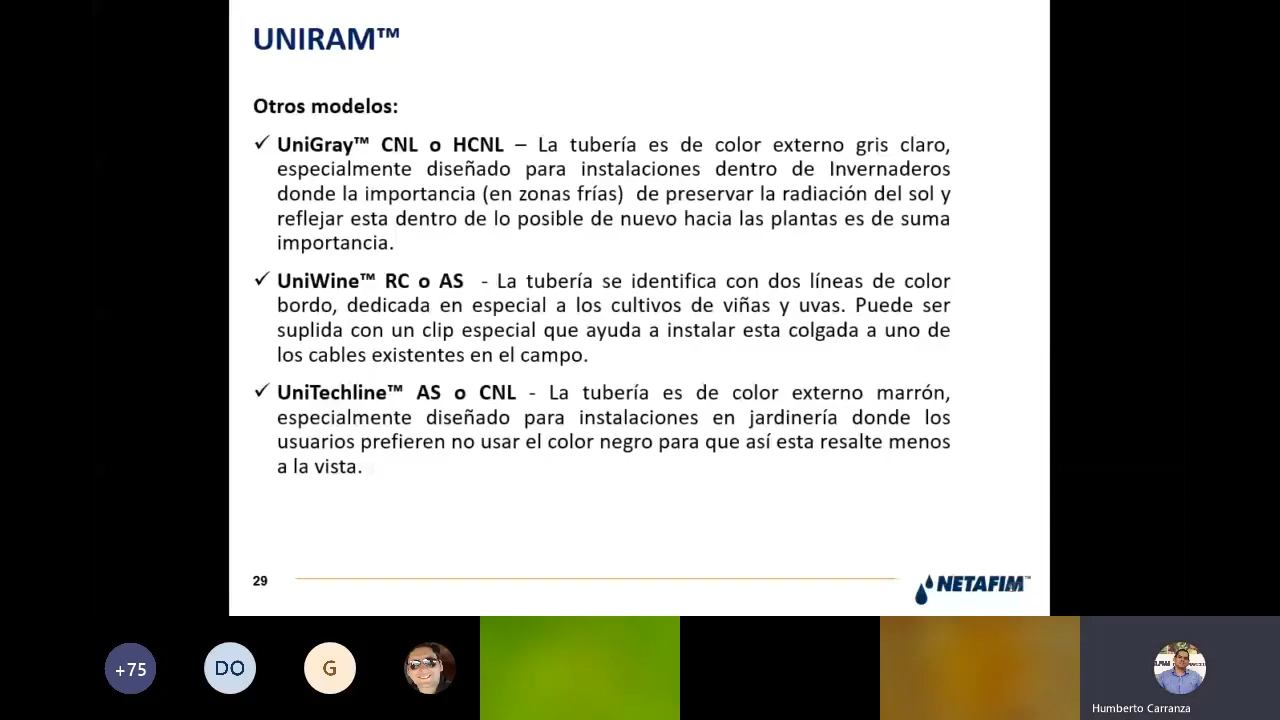 UNIRAM™
Otros modelos:
✓ UniGray™ CNL o HCNL – La tubería es de color externo gris claro,
especialmente diseñado para instalaciones dentro de Invernaderos
donde la importancia (en zonas frías) de preservar la radiación del sol y
reflejar esta dentro de lo posible de nuevo hacia las plantas es de suma
importancia.
✓ UniWine™ RC o AS - La tubería se identifica con dos líneas de color
bordo, dedicada en especial a los cultivos de viñas y uvas. Puede ser
suplida con un clip especial que ayuda a instalar esta colgada a uno de
los cables existentes en el campo.
✓ UniTechline™ AS o CNL - La tubería es de color externo marrón,
especialmente diseñado para instalaciones en jardinería donde los
usuarios prefieren no usar el color negro para que así esta resalte menos
a la vista.
29
NETAFIM™
+75
DO
G
Humberto Carranza